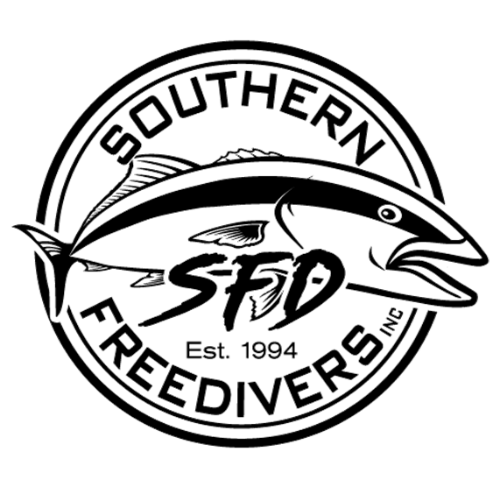 SOUTHERN
SFD
Est. 1994
FREEDIVERS INC